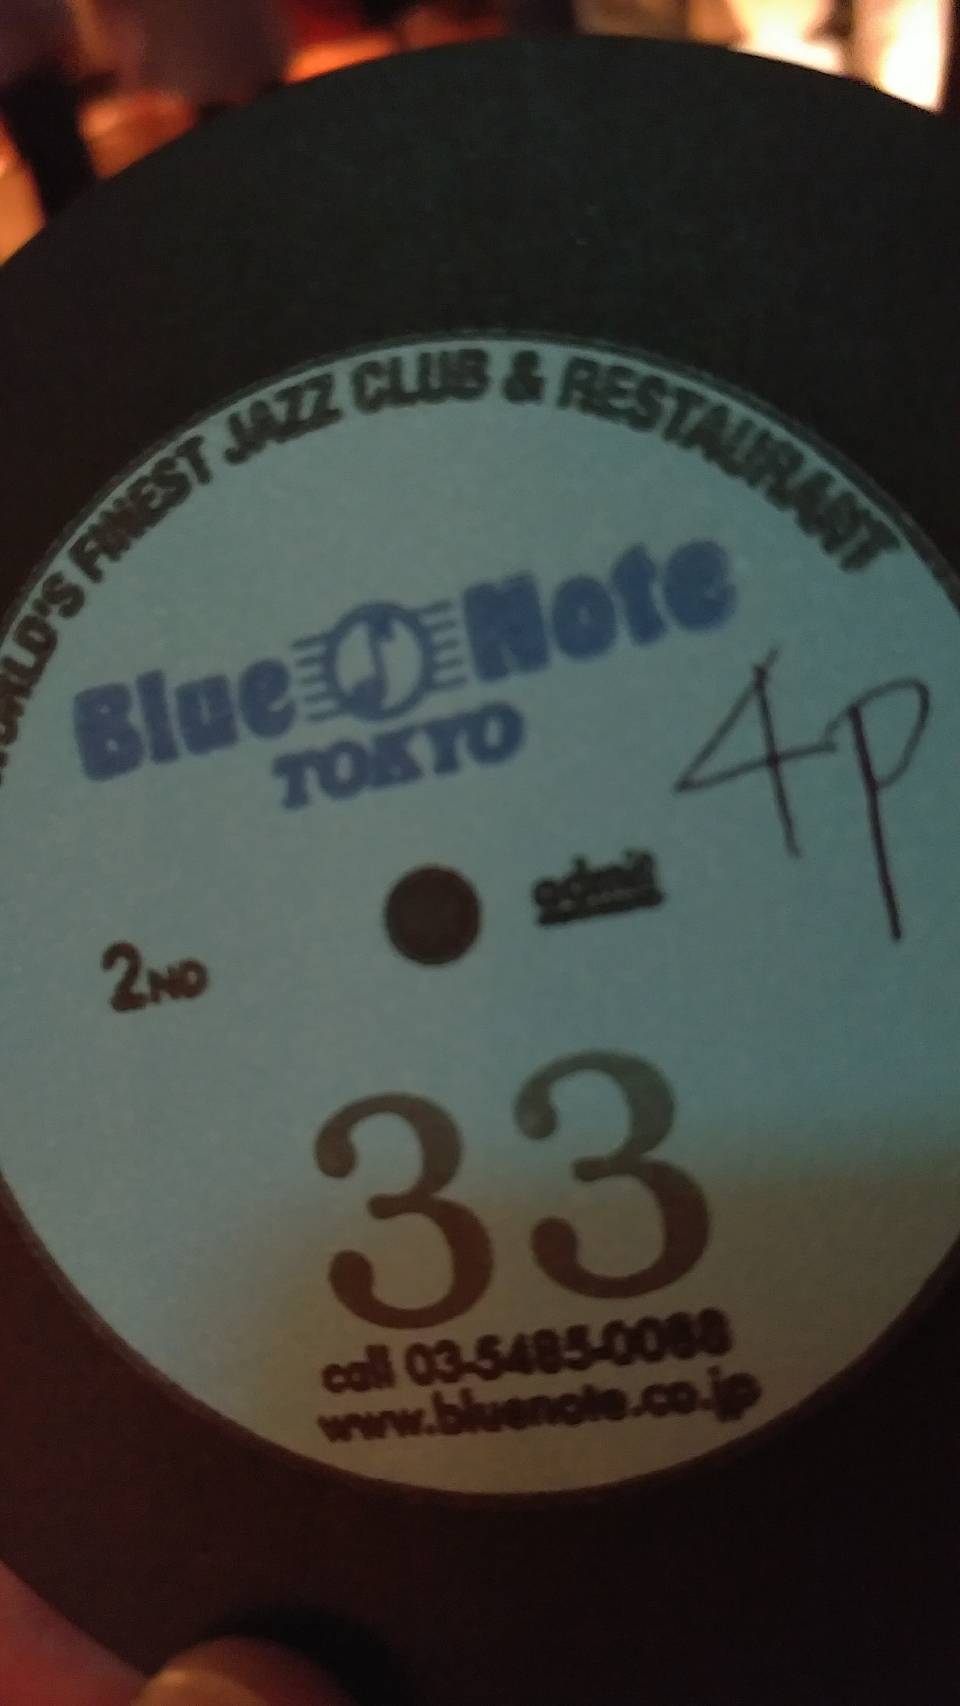 WORLD'S FINEST JAZZ CLUB & RESTAURANT
Blue Note
TOKYO
4p
admit
2ND
33
call 03-5485-0088
www.bluenote.co.jp